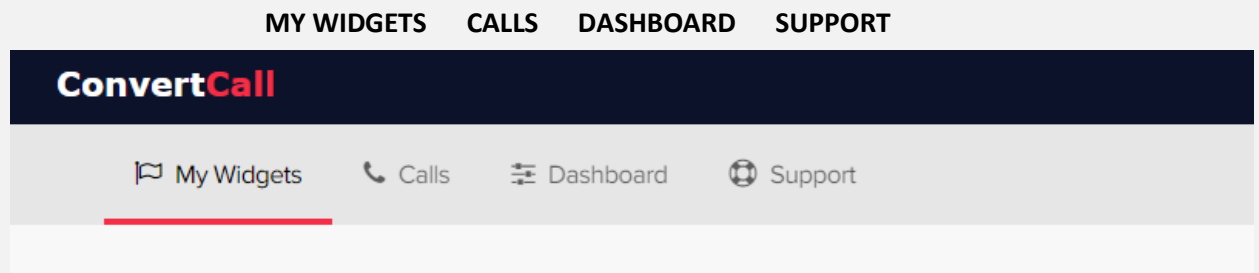 MY WIDGETS CALLS DASHBOARD SUPPORT
ConvertCall
My Widgets Calls Dashboard Support